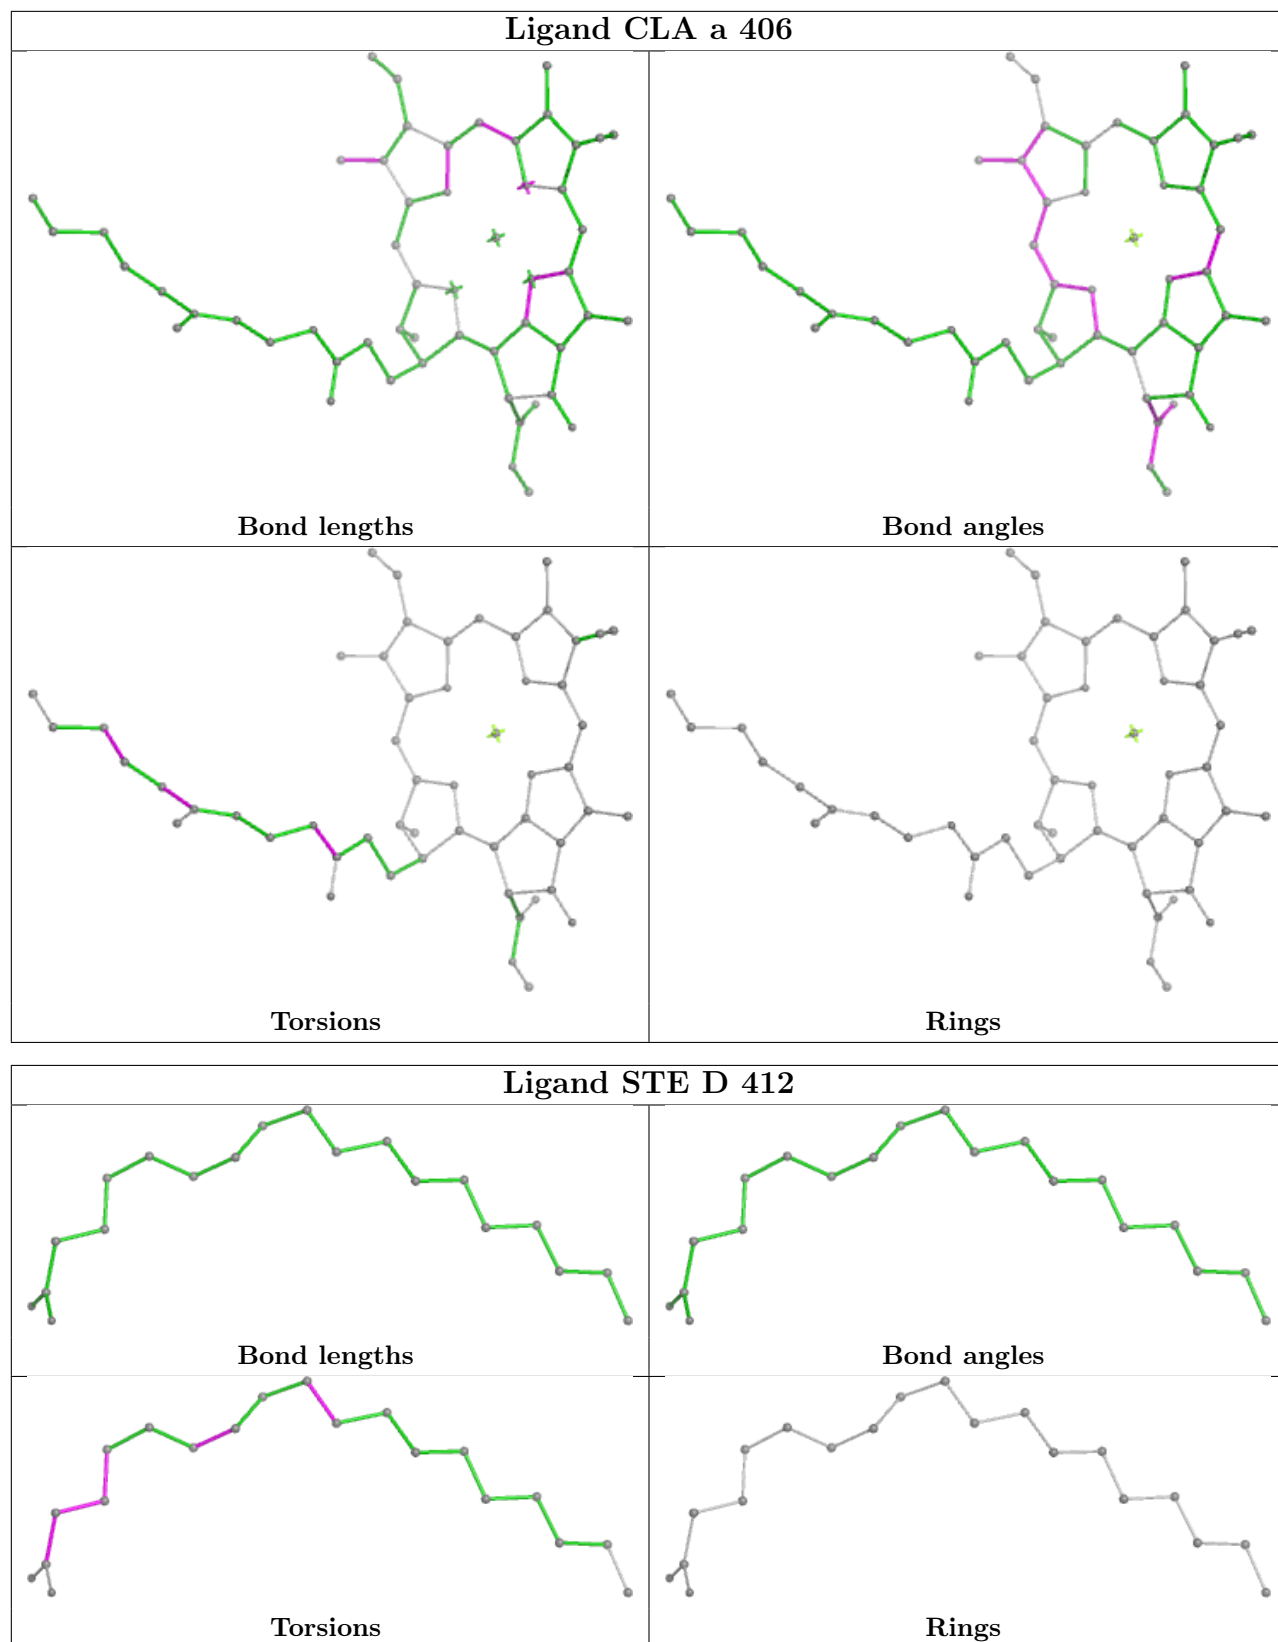 Ligand CLA a 406
Bond lengths
Bond angles
Torsions
Rings
Ligand STE D 412
Bond lengths
Bond angles
Torsions
Rings